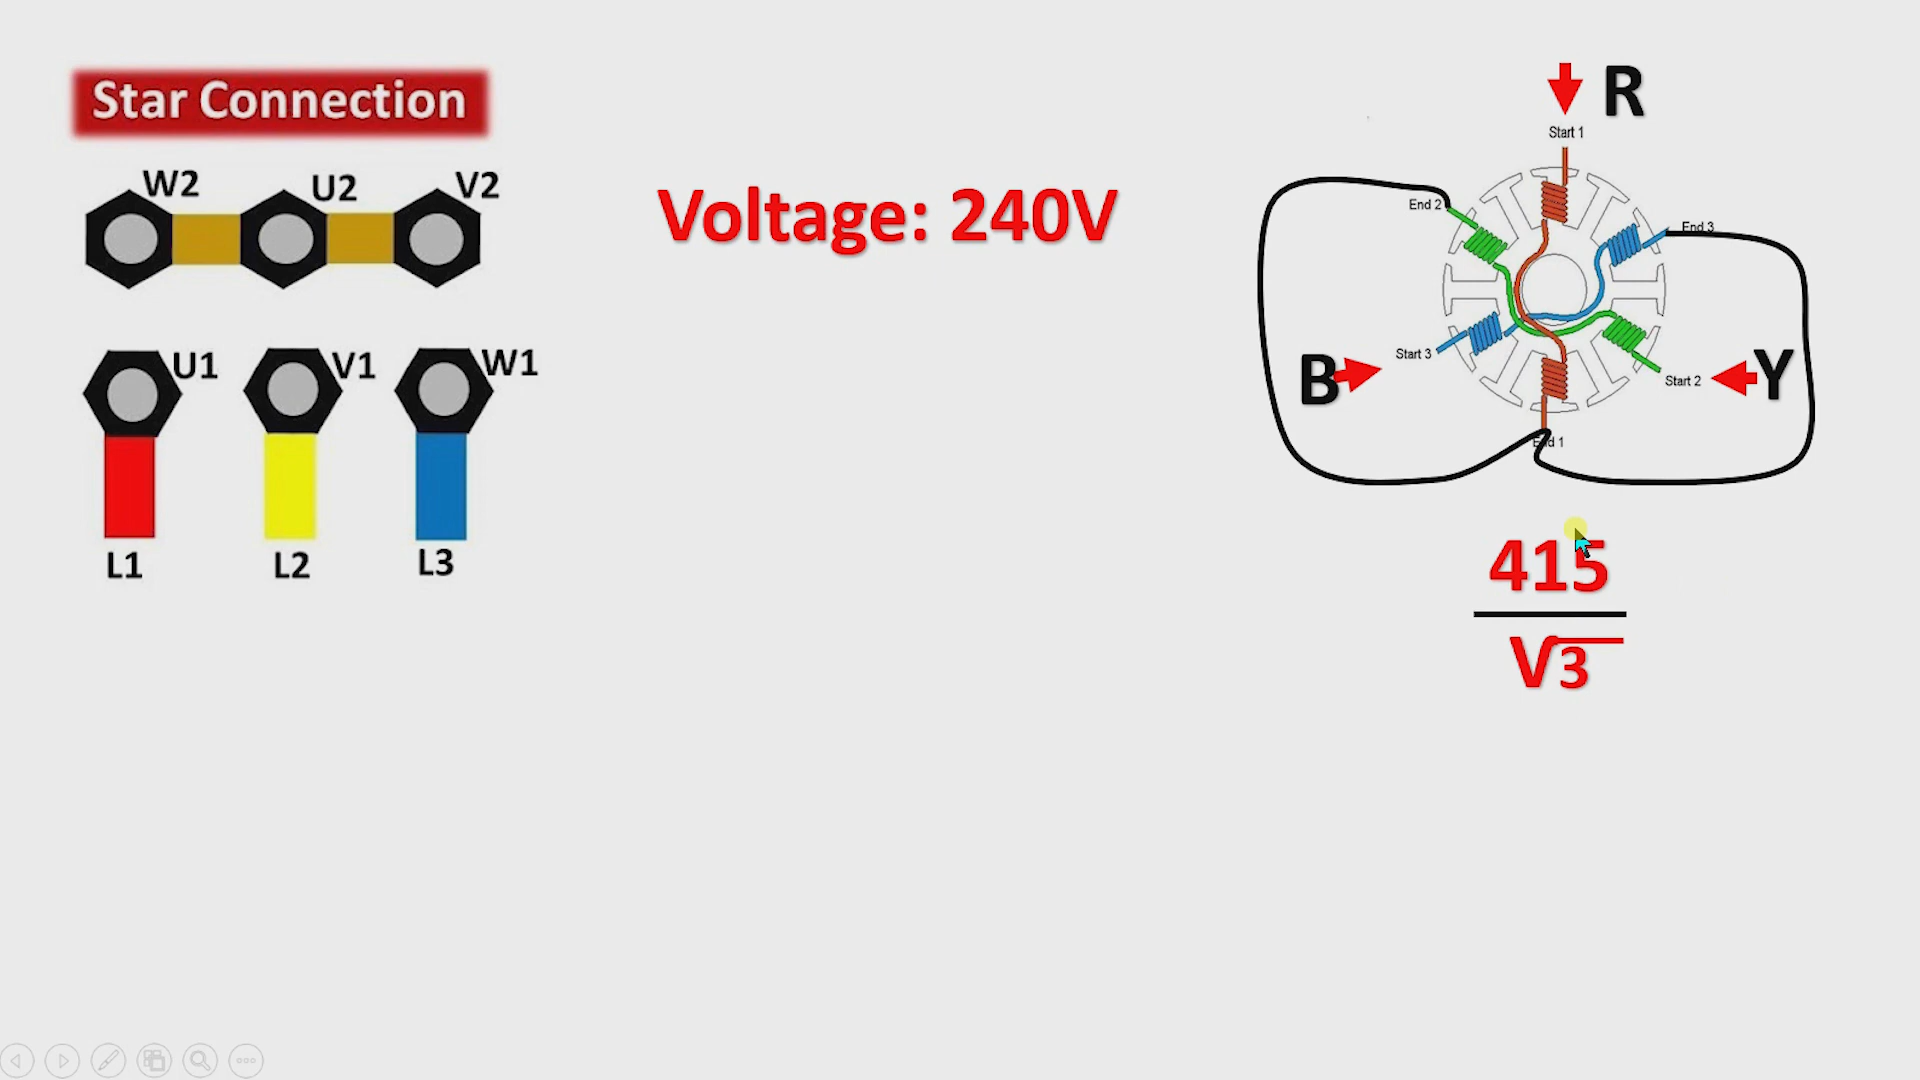 Star Connection
W2 U2 V2
U1 V1 W1
L1 L2 L3
Voltage: 240V
R
Start 1
End 2
End 3
Start 3
B
Start 2
Y
End 1
415
√3